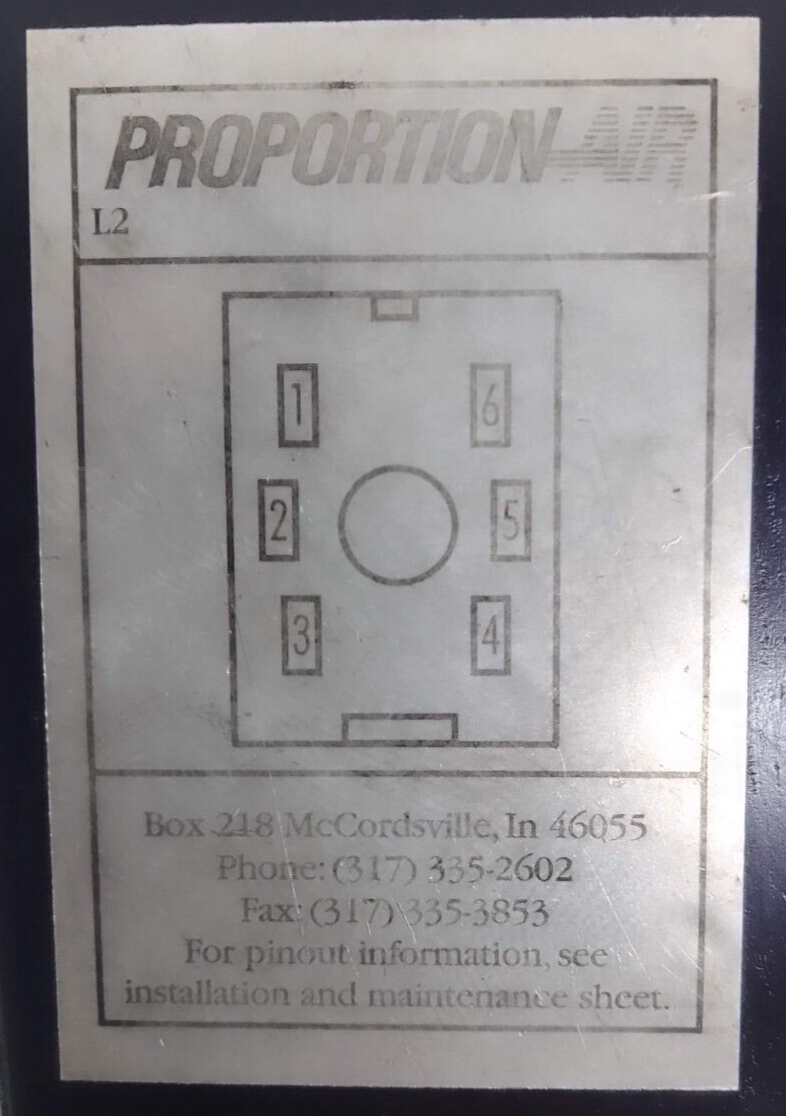 PROPORTION-AIR
L2
1 6
2 5
3 4
Box 218 McCordsville, In 46055
Phone: (317) 335-2602
Fax: (317) 335-3853
For pinout information, see
installation and maintenance sheet.